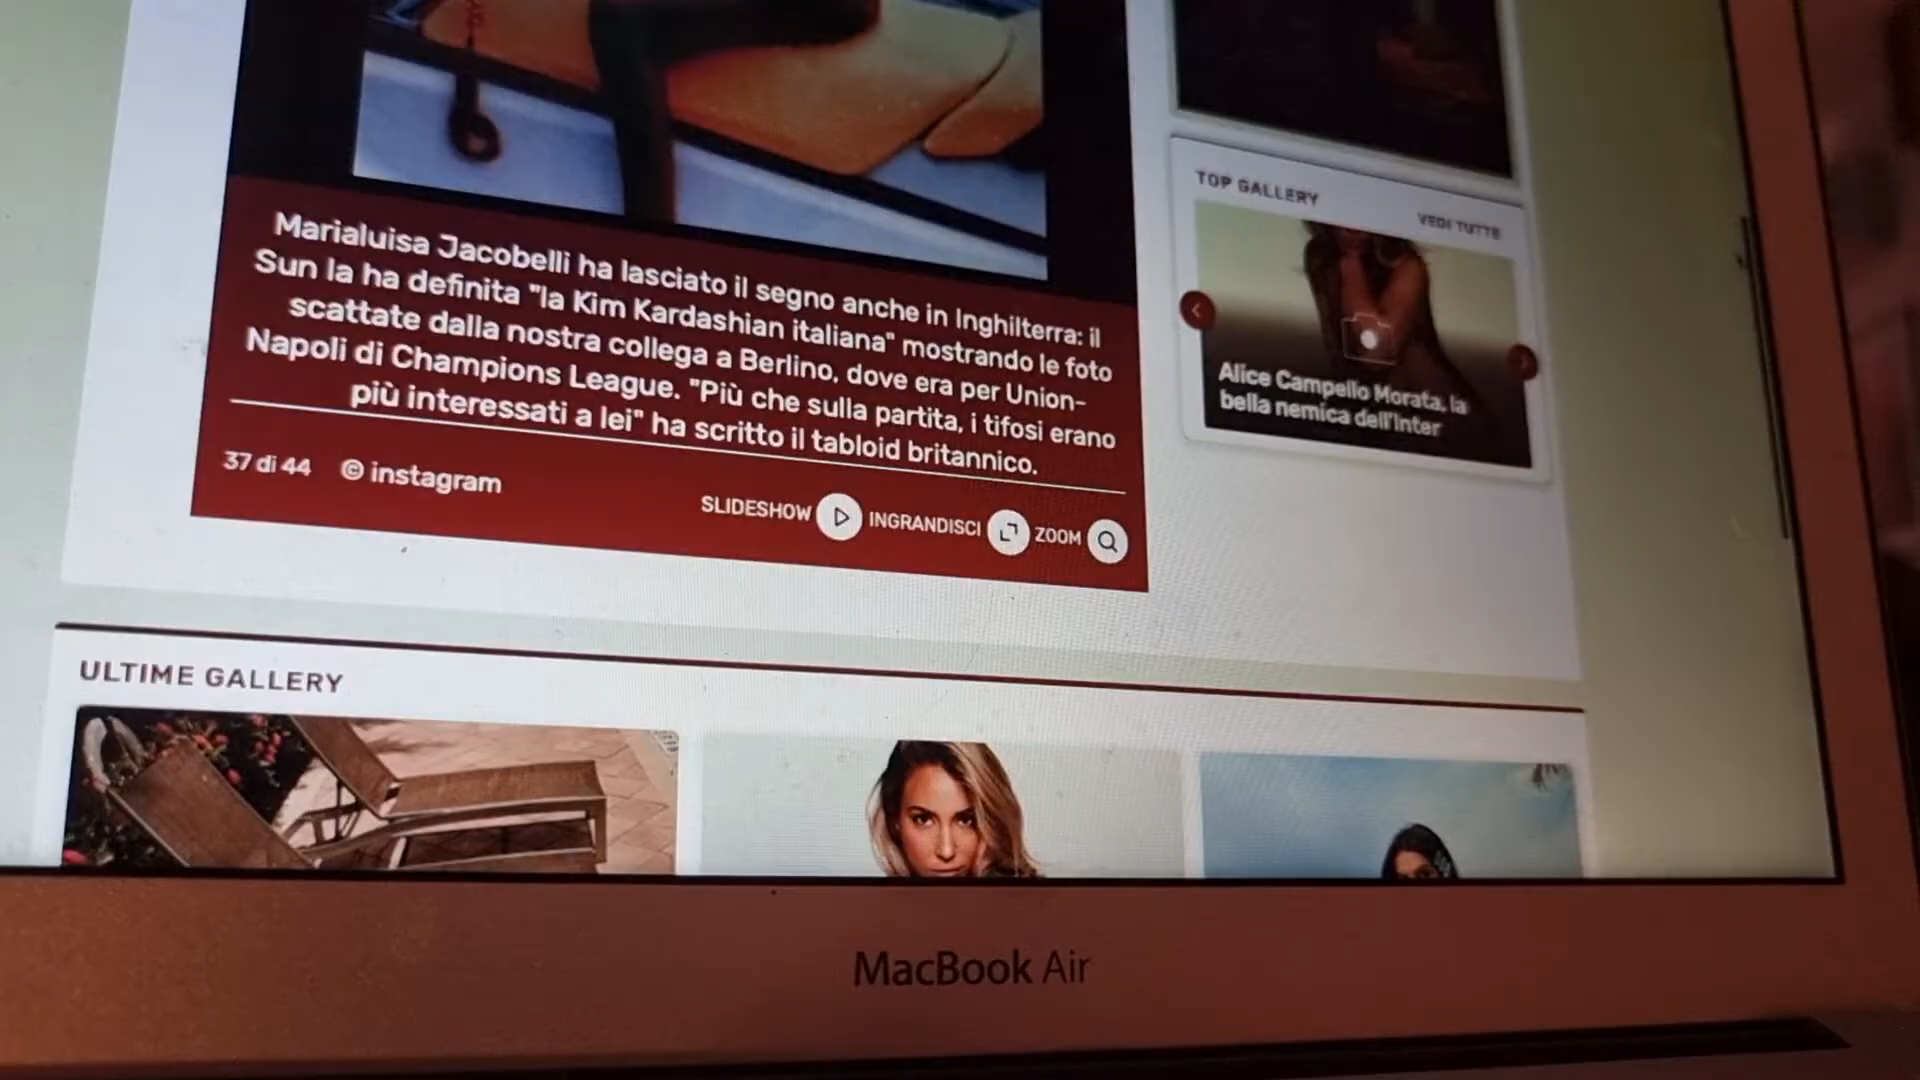 Marialuisa Jacobelli ha lasciato il segno anche in Inghilterra: il
Sun la ha definita "la Kim Kardashian italiana" mostrando le foto
scattate dalla nostra collega a Berlino, dove era per Union-
Napoli di Champions League. "Più che sulla partita, i tifosi erano
più interessati a lei" ha scritto il tabloid britannico.
37 di 44 © instagram
SLIDESHOW INGRANDISCI ZOOM
TOP GALLERY
VEDI TUTTE
Alice Campello Morata, la
bella nemica dell'Inter
ULTIME GALLERY
MacBook Air